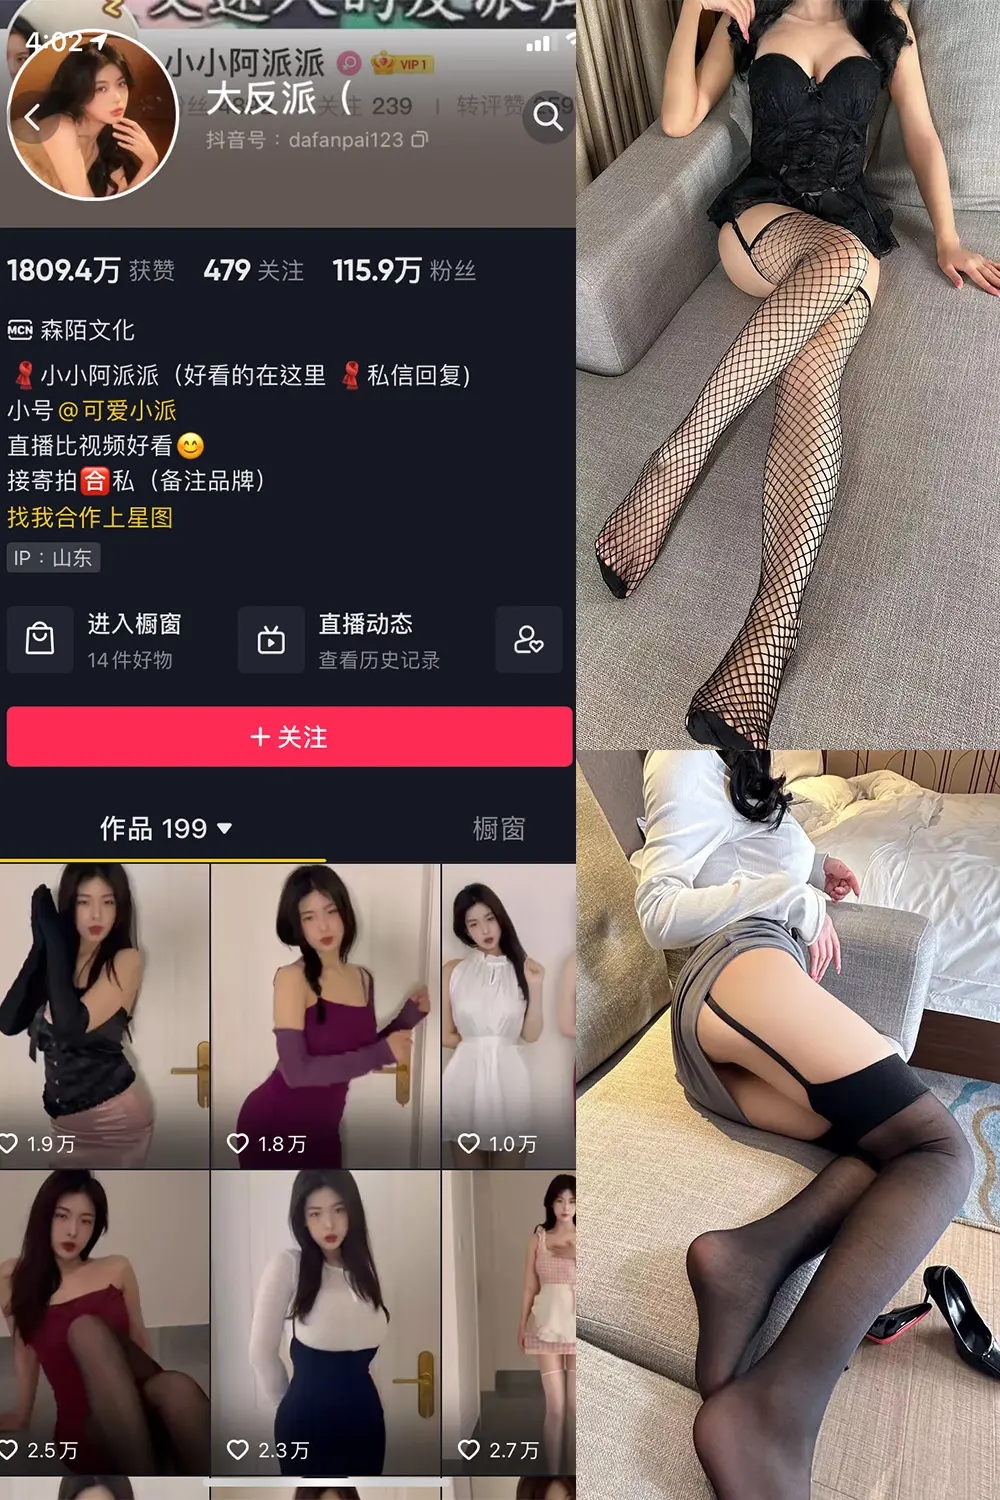 4:02
小小阿派派 VIP1
大反派（
关注 239 转评赞
抖音号：dafanpai123
1809.4万 获赞 479 关注 115.9万 粉丝
MCN 森陌文化
小小阿派派（好看的在这里 私信回复)
小号@可爱小派
直播比视频好看
接寄拍合私（备注品牌）
找我合作上星图
IP：山东
进入橱窗 直播动态
14件好物 查看历史记录
+ 关注
作品 199 橱窗
1.9万 1.8万 1.0万
2.5万 2.3万 2.7万